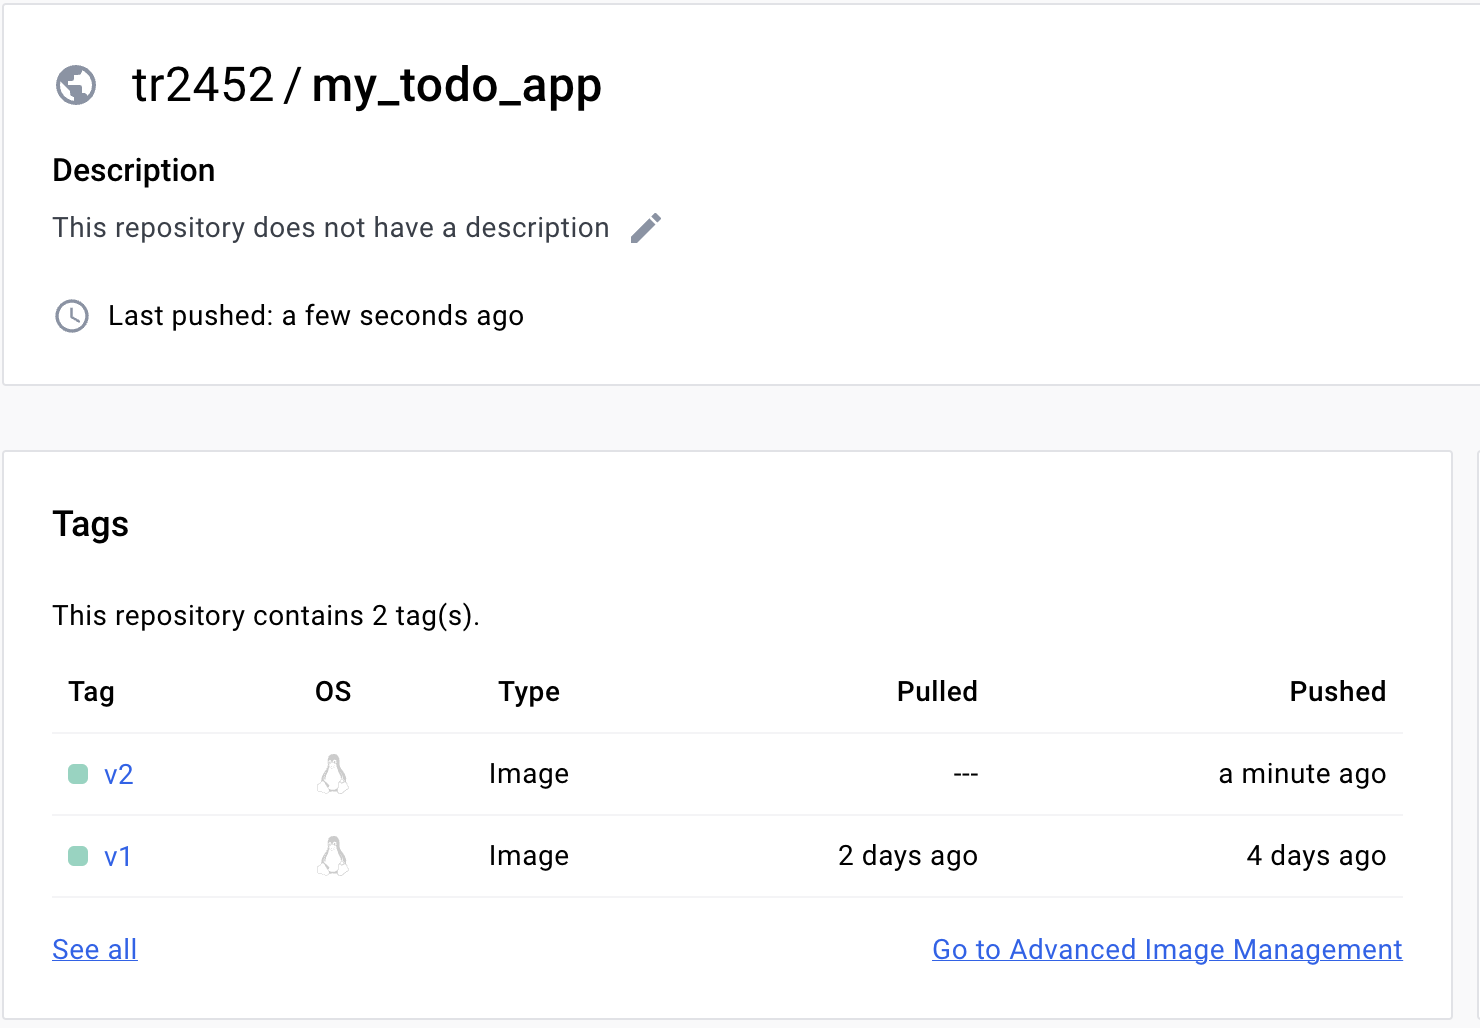 tr2452 / my_todo_app
Description
This repository does not have a description
Last pushed: a few seconds ago
Tags
This repository contains 2 tag(s).
Tag OS Type Pulled Pushed
v2 Image --- a minute ago
v1 Image 2 days ago 4 days ago
See all Go to Advanced Image Management